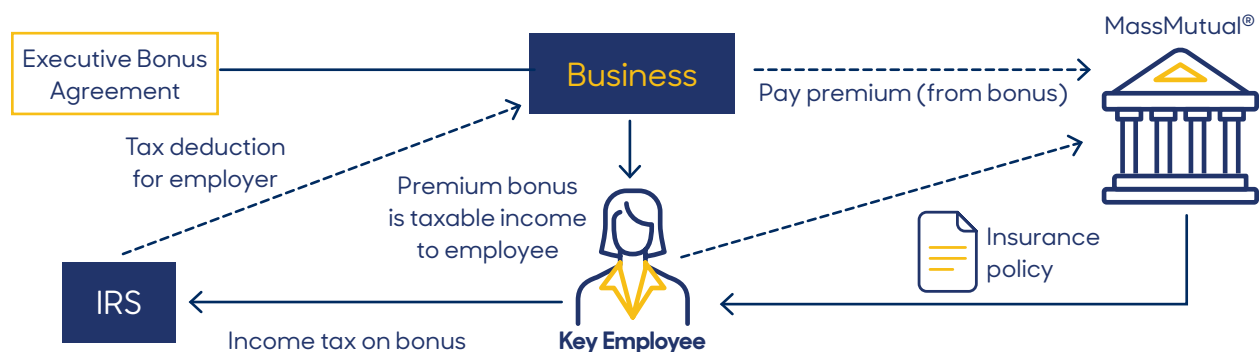 MassMutual®
Executive Bonus
Agreement
Business
Pay premium (from bonus)
Tax deduction
for employer
Premium bonus
is taxable income
to employee
Insurance
policy
IRS
Income tax on bonus
Key Employee